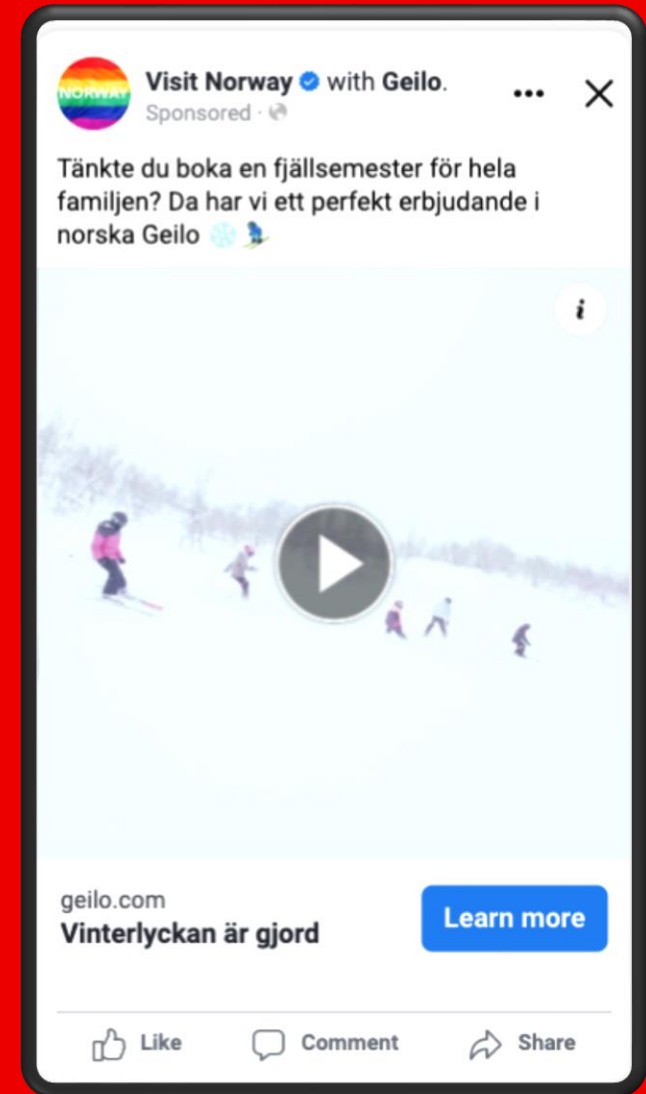 NORWAY
Visit Norway with Geilo.
Sponsored ·
Tänkte du boka en fjällsemester för hela
familjen? Da har vi ett perfekt erbjudande i
norska Geilo
i
geilo.com
Vinterlyckan är gjord
Learn more
Like Comment Share